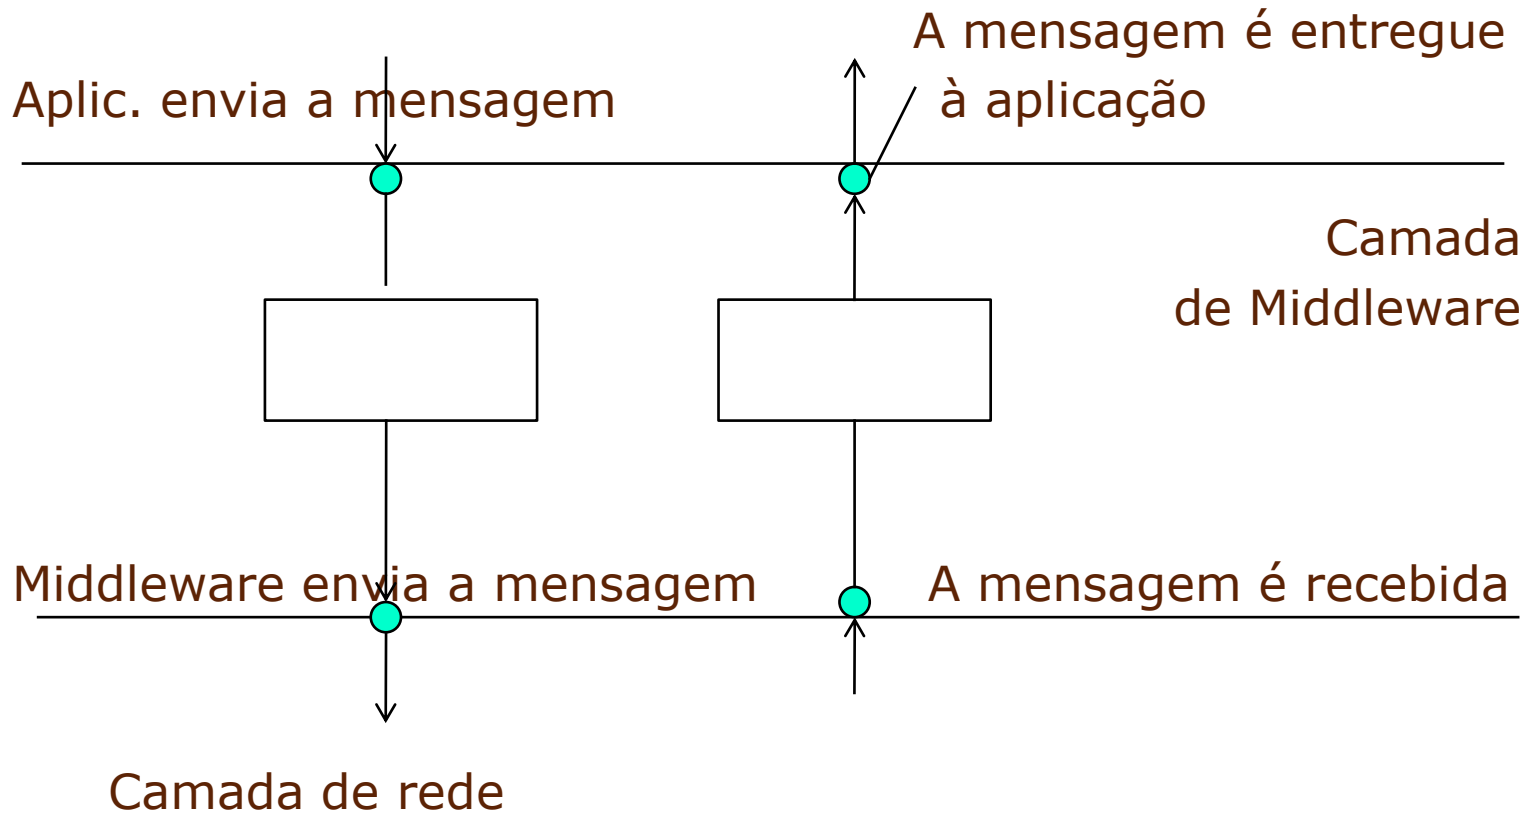 A mensagem é entregue
Aplic. envia a mensagem
à aplicação
Camada
de Middleware
Middleware envia a mensagem
A mensagem é recebida
Camada de rede